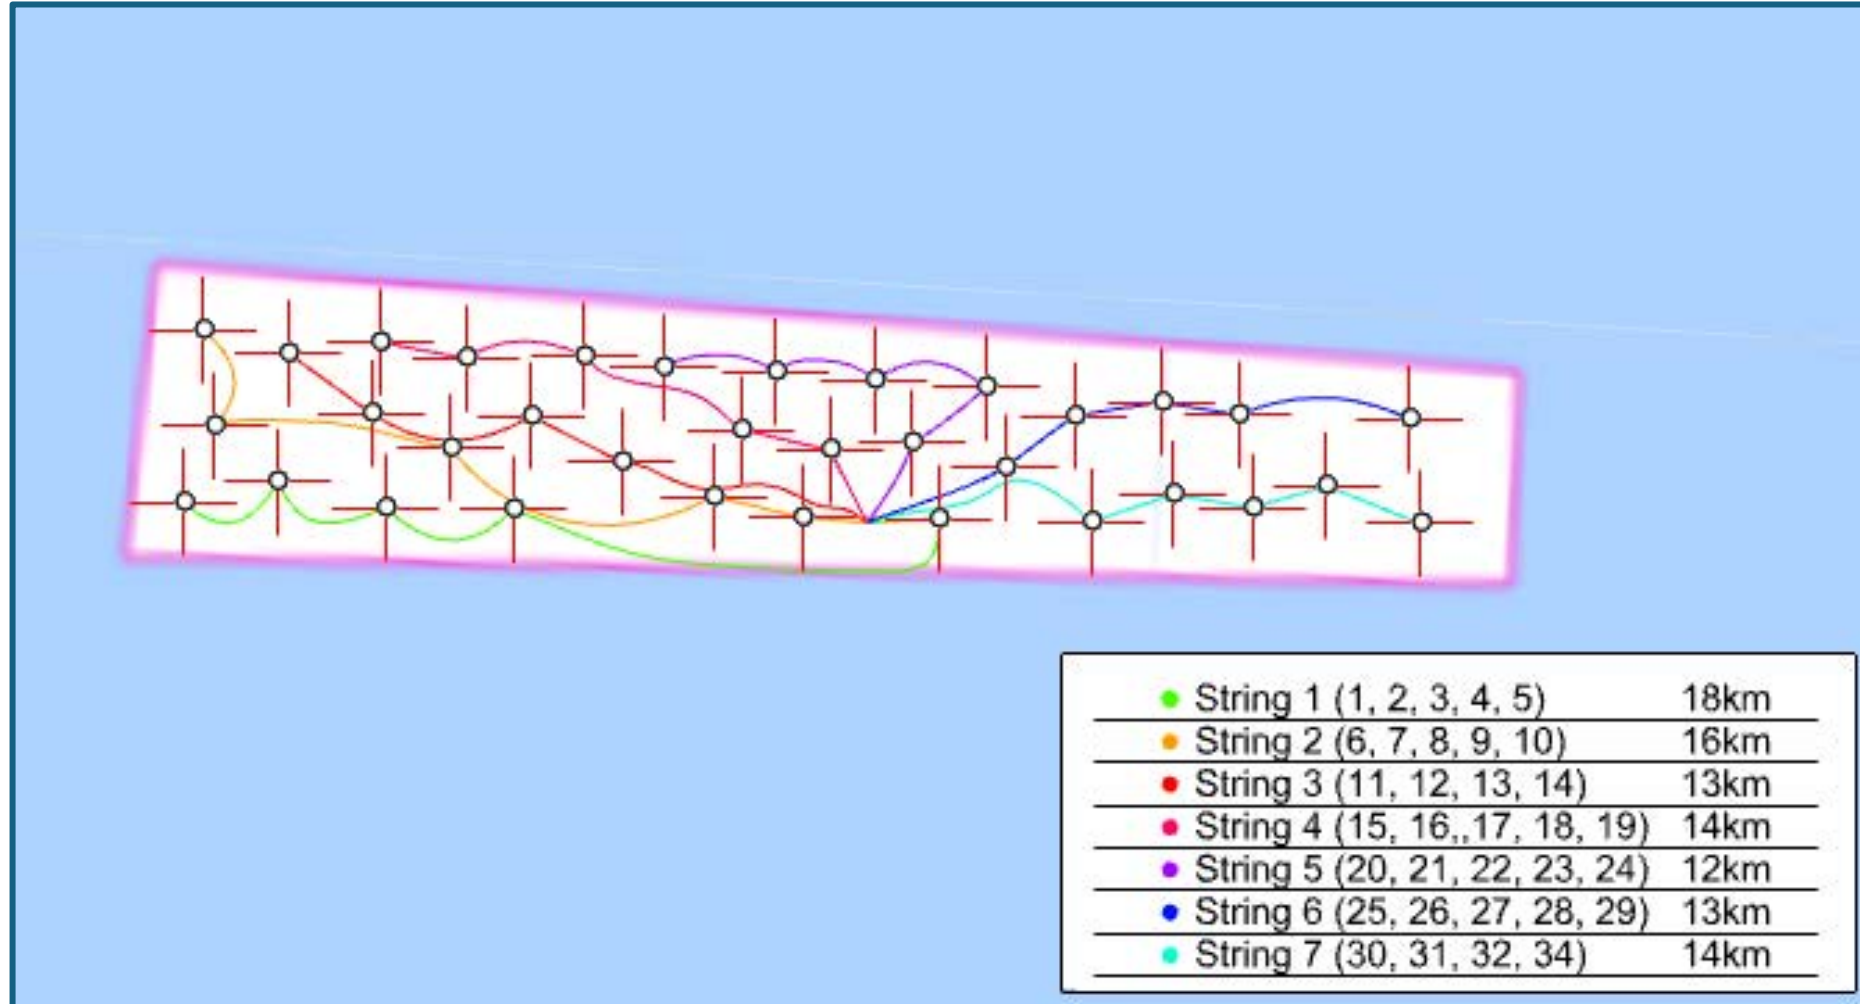 String 1 (1, 2, 3, 4, 5) 18km
String 2 (6, 7, 8, 9, 10) 16km
String 3 (11, 12, 13, 14) 13km
String 4 (15, 16,,17, 18, 19) 14km
String 5 (20, 21, 22, 23, 24) 12km
String 6 (25, 26, 27, 28, 29) 13km
String 7 (30, 31, 32, 34) 14km